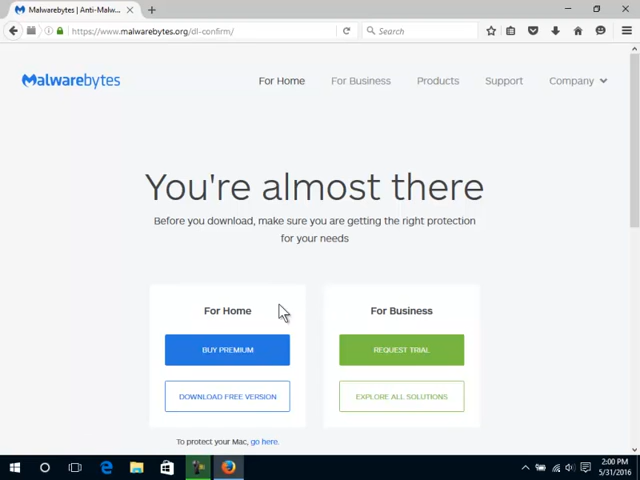 Malwarebytes | Anti-Malw...
https://www.malwarebytes.org/dl-confirm/
Search
Malwarebytes
For Home
For Business
Products
Support
Company
You're almost there
Before you download, make sure you are getting the right protection
for your needs
For Home
For Business
BUY PREMIUM
REQUEST TRIAL
DOWNLOAD FREE VERSION
EXPLORE ALL SOLUTIONS
To protect your Mac, go here.
2:00 PM
5/31/2016